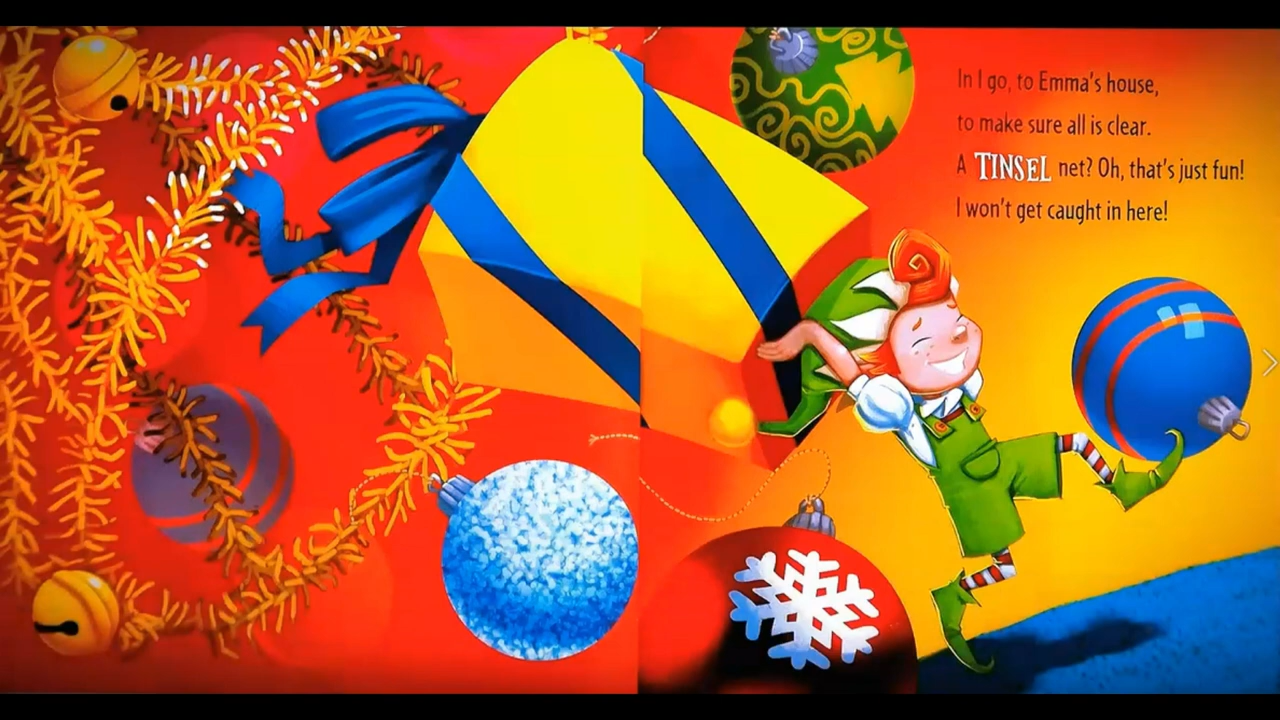 In I go, to Emma's house,
to make sure all is clear.
A TINSEL net? Oh, that's just fun!
I won't get caught in here!